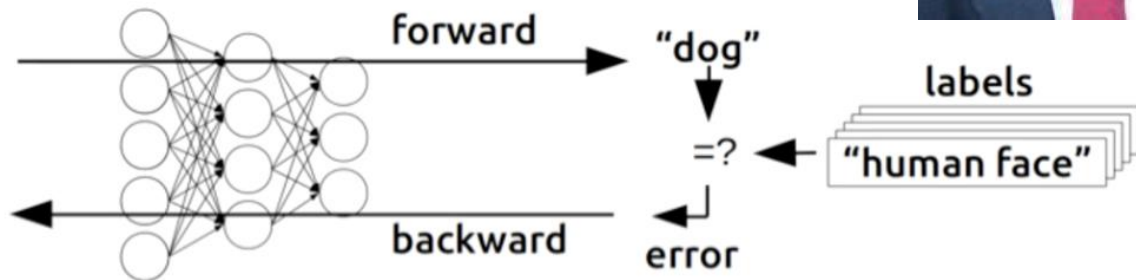 forward
“dog”
labels
=?
“human face”
backward
error